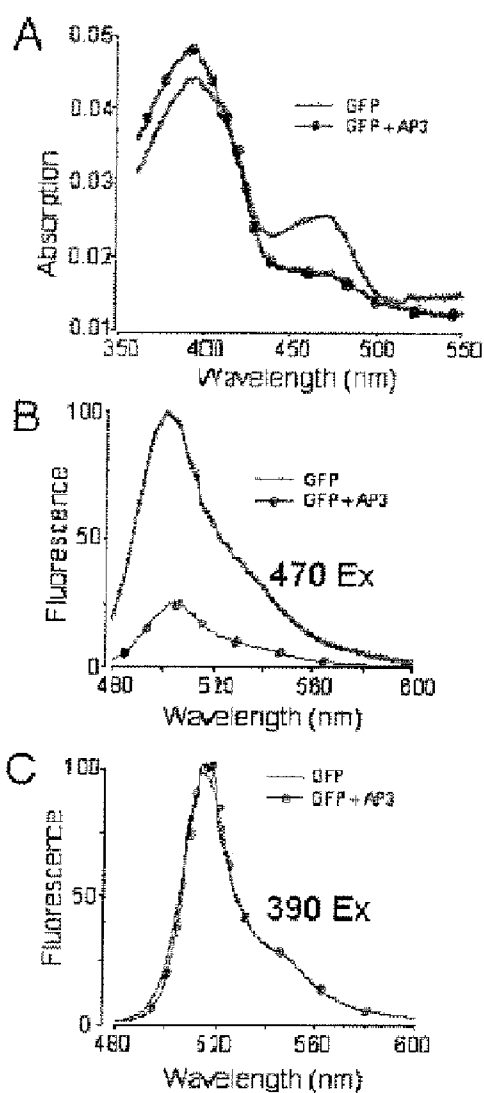 A
0.05
0.04
0.03
0.02
0.01
Absorption
GFP
GFP + AP3
350 400 450 500 550
Wavelength (nm)
B
100
50
0
Fluorescence
GFP
GFP + AP3
470 Ex
480 520 560 600
Wavelength (nm)
C
100
50
0
Fluorescence
GFP
GFP + AP3
390 Ex
480 520 560 600
Wavelength (nm)